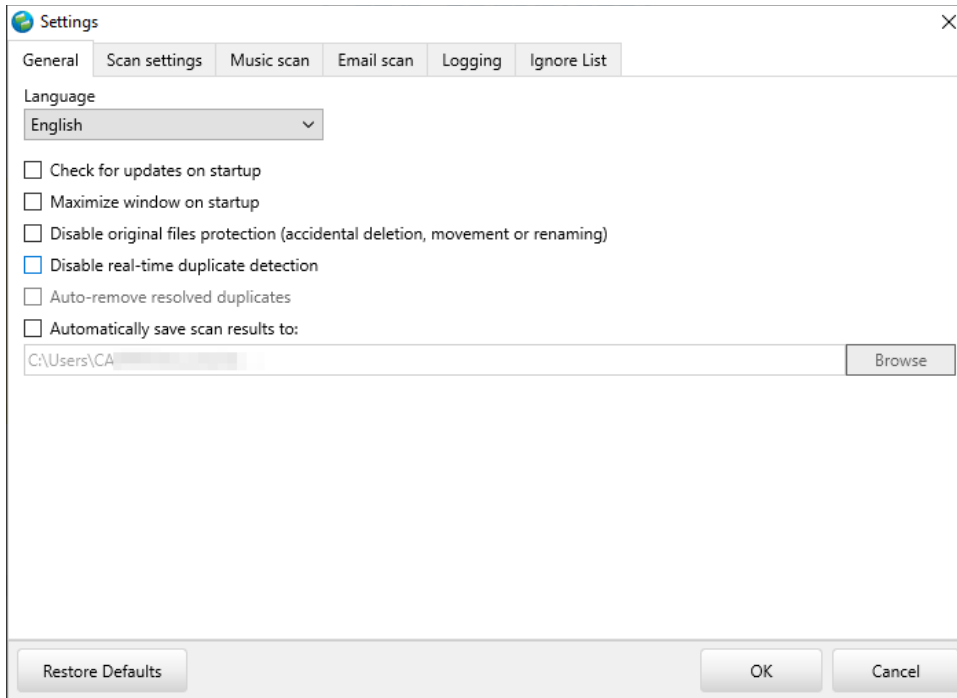 Settings
General Scan settings Music scan Email scan Logging Ignore List
Language
English
Check for updates on startup
Maximize window on startup
Disable original files protection (accidental deletion, movement or renaming)
Disable real-time duplicate detection
Auto-remove resolved duplicates
Automatically save scan results to:
C:\Users\CA Browse
Restore Defaults OK Cancel